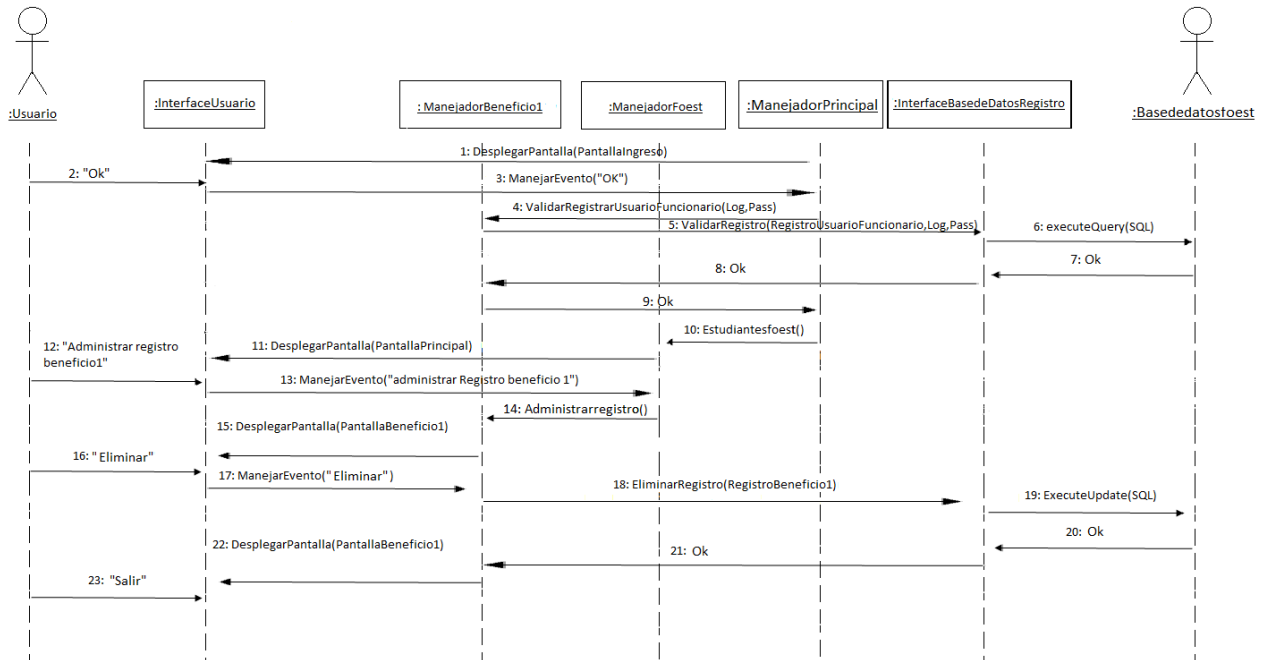 :Usuario
:InterfaceUsuario
: ManejadorBeneficio1
:ManejadorFoest
:ManejadorPrincipal
:InterfaceBasedeDatosRegistro
:Basededatosfoest
1: DesplegarPantalla(PantallaIngreso)
2: "Ok"
3: ManejarEvento("OK")
4: ValidarRegistrarUsuarioFuncionario(Log,Pass)
5: ValidarRegistro(RegistroUsuarioFuncionario,Log,Pass)
6: executeQuery(SQL)
7: Ok
8: Ok
9: Ok
10: Estudiantesfoest()
11: DesplegarPantalla(PantallaPrincipal)
12: "Administrar registro
beneficio1"
13: ManejarEvento("administrar Registro beneficio 1")
14: Administrarregistro()
15: DesplegarPantalla(PantallaBeneficio1)
16: "Eliminar"
17: ManejarEvento("Eliminar")
18: EliminarRegistro(RegistroBeneficio1)
19: ExecuteUpdate(SQL)
20: Ok
21: Ok
22: DesplegarPantalla(PantallaBeneficio1)
23: "Salir"